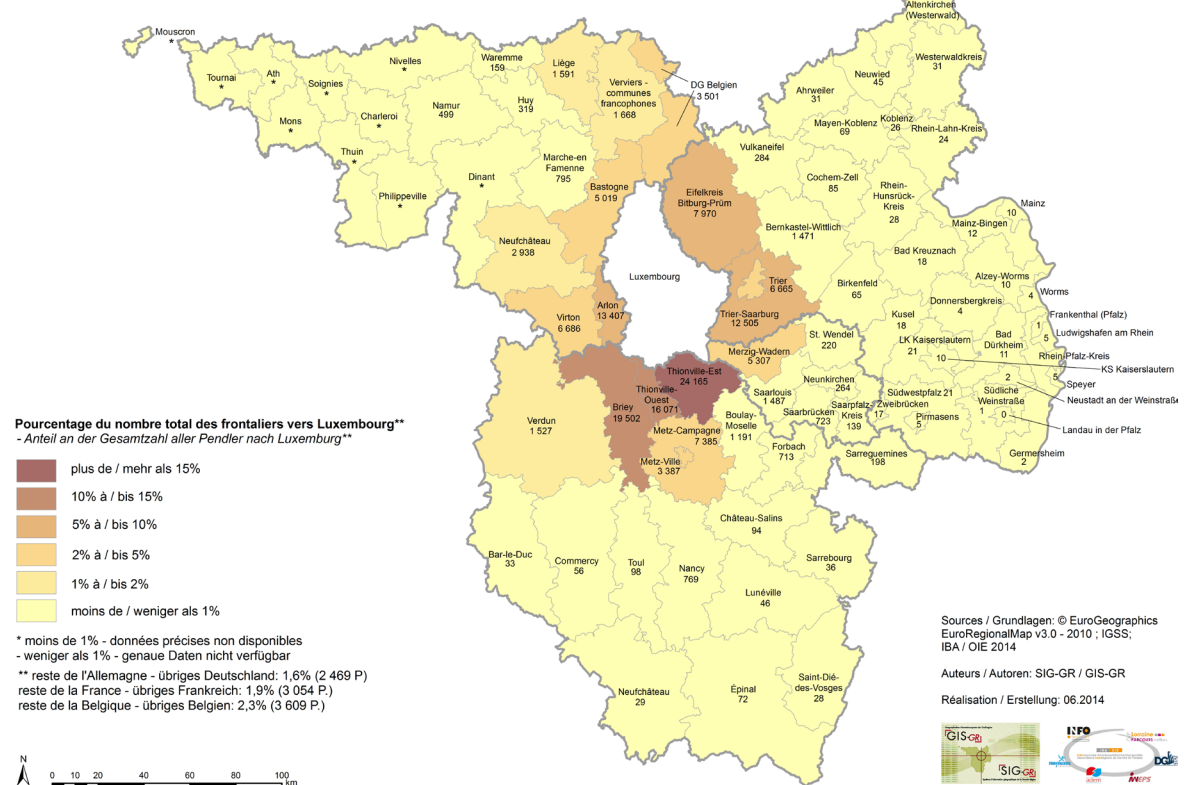 Altenkirchen
(Westerwald)
Mouscron
*
Tournai
*
Ath
*
Soignies
*
Nivelles
*
Waremme
159
Liège
1 591
Verviers -
communes
francophones
1 668
DG Belgien
3 501
Westerwaldkreis
31
Neuwied
45
Ahrweiler
31
Mons
*
Charleroi
*
Namur
499
Huy
319
Mayen-Koblenz
69
Koblenz
26
Rhein-Lahn-Kreis
24
Thuin
*
Philippeville
*
Dinant
*
Marche-en
Famenne
795
Bastogne
5 019
Vulkaneifel
284
Cochem-Zell
85
Eifelkreis
Bitburg-Prüm
7 970
Rhein-
Hunsrück-
Kreis
28
Mainz
10
Mainz-Bingen
12
Bernkastel-Wittlich
1 471
Neufchâteau
2 938
Luxembourg
Bad Kreuznach
18
Trier
6 665
Birkenfeld
65
Alzey-Worms
10
Worms
4
Donnersbergkreis
4
Arlon
13 407
Virton
6 686
Trier-Saarburg
12 505
Kusel
18
Frankenthal (Pfalz)
1
Ludwigshafen am Rhein
5
St. Wendel
220
LK Kaiserslautern
21
Bad
Dürkheim
11
Rhein-Pfalz-Kreis
5
KS Kaiserslautern
10
Merzig-Wadern
5 307
Speyer
Neustadt an der Weinstraße
2
Thionville-Est
24 165
Thionville-
Ouest
16 071
Neunkirchen
264
Saarlouis
1 487
Südwestpfalz 21
Südliche
Weinstraße
1
Zweibrücken
17
Pirmasens
5
Landau in der Pfalz
0
Saarbrücken
723
Saarpfalz-
Kreis
139
Briey
19 502
Boulay-
Moselle
1 191
Verdun
1 527
Metz-Campagne
7 385
Metz-Ville
3 387
Forbach
713
Sarreguemines
198
Germersheim
2
Château-Salins
94
Sarrebourg
36
Bar-le-Duc
33
Commercy
56
Toul
98
Nancy
769
Lunéville
46
Neufchâteau
29
Épinal
72
Saint-Dié-
des-Vosges
28
Pourcentage du nombre total des frontaliers vers Luxembourg**
- Anteil an der Gesamtzahl aller Pendler nach Luxemburg**
plus de / mehr als 15%
10% à / bis 15%
5% à / bis 10%
2% à / bis 5%
1% à / bis 2%
moins de / weniger als 1%
* moins de 1% - données précises non disponibles
- weniger als 1% - genaue Daten nicht verfügbar
** reste de l'Allemagne - übriges Deutschland: 1,6% (2 469 P)
reste de la France - übriges Frankreich: 1,9% (3 054 P.)
reste de la Belgique - übriges Belgien: 2,3% (3 609 P.)
N
0 10 20 40 60 80 100
km
Sources / Grundlagen: © EuroGeographics
EuroRegionalMap v3.0 - 2010 ; IGSS;
IBA / OIE 2014
Auteurs / Autoren: SIG-GR / GIS-GR
Réalisation / Erstellung: 06.2014
GIS-GR
SIG-GR
INFO
Lorraine
PARCOURS
adem
IWEPS
DG